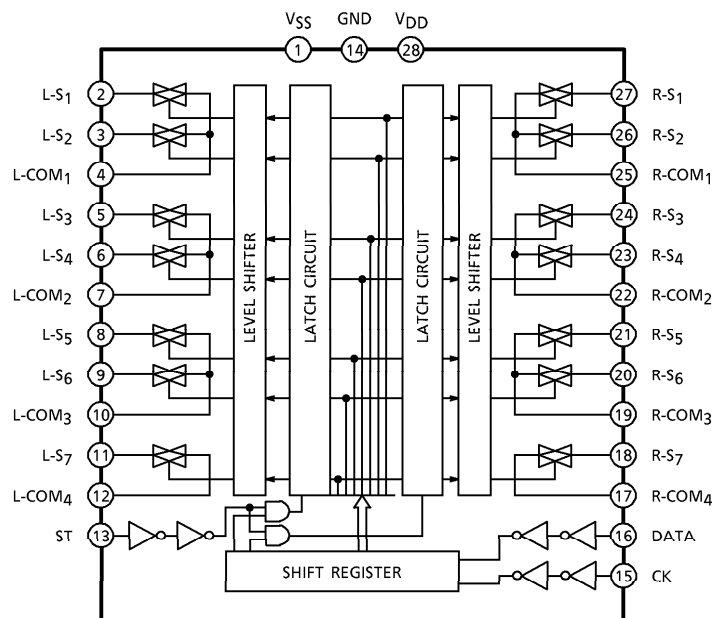 VSS GND VDD
1 14 28
L-S1 2 27 R-S1
L-S2 3 26 R-S2
L-COM1 4 25 R-COM1
L-S3 5 24 R-S3
L-S4 6 23 R-S4
L-COM2 7 22 R-COM2
L-S5 8 21 R-S5
L-S6 9 20 R-S6
L-COM3 10 19 R-COM3
L-S7 11 18 R-S7
L-COM4 12 17 R-COM4
ST 13 16 DATA
15 CK
LEVEL SHIFTER
LATCH CIRCUIT
LATCH CIRCUIT
LEVEL SHIFTER
SHIFT REGISTER